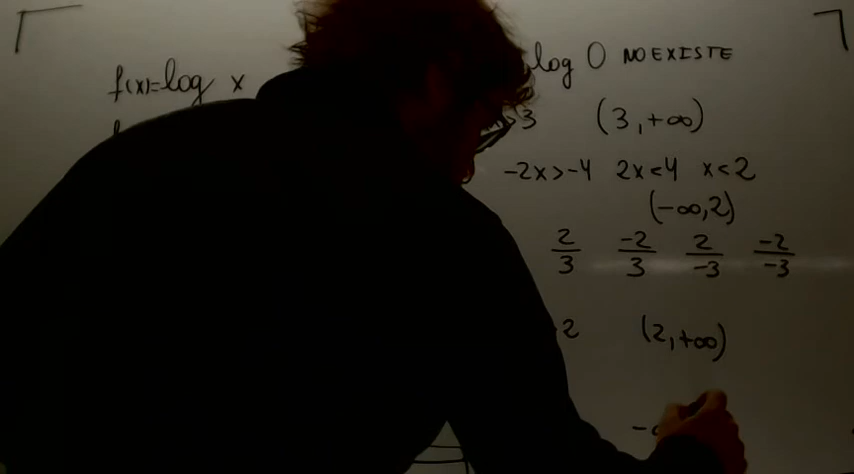 f(x)=log x
log 0 NO EXISTE
>3 (3,+∞)
-2x>-4 2x<4 x<2
(-∞,2)
2/3 -2/3 2/-3 -2/-3
2 (2,+∞)